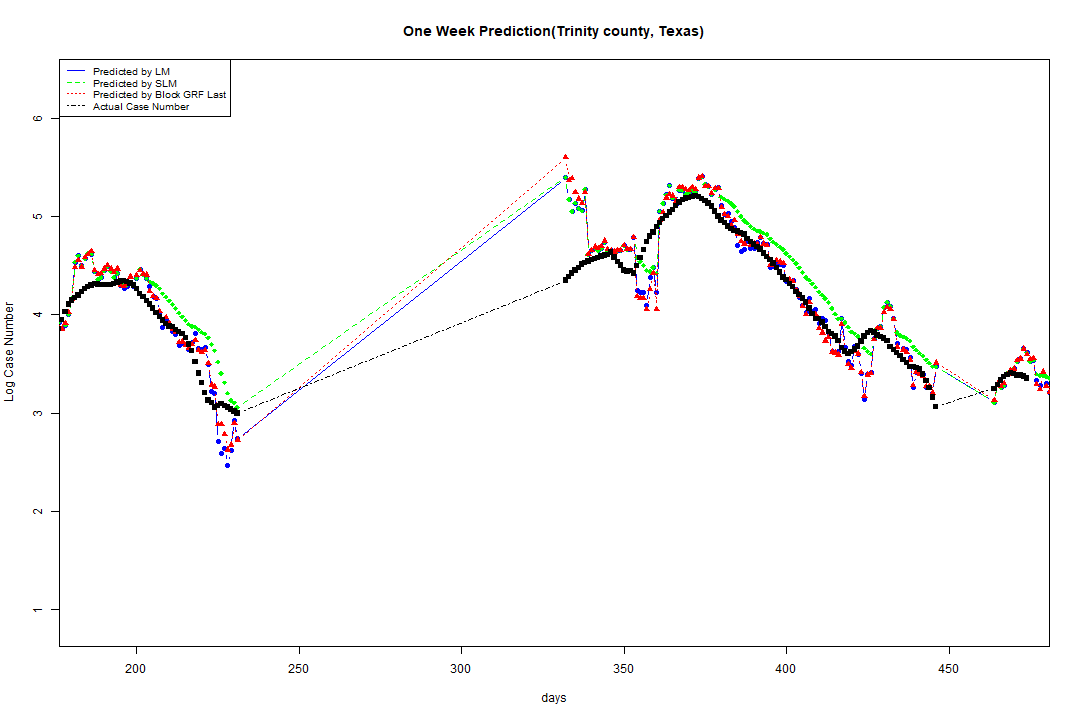 One Week Prediction(Trinity county, Texas)
Predicted by LM
Predicted by SLM
Predicted by Block GRF Last
Actual Case Number
6
5
4
3
2
1
Log Case Number
200 250 300 350 400 450
days